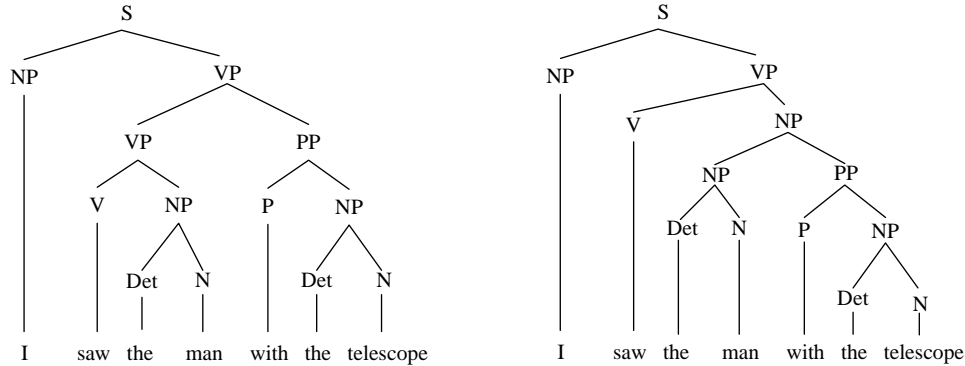 S S
NP VP NP VP
VP PP V NP
V NP P NP NP PP
Det N Det N Det N P NP
Det N
I saw the man with the telescope I saw the man with the telescope